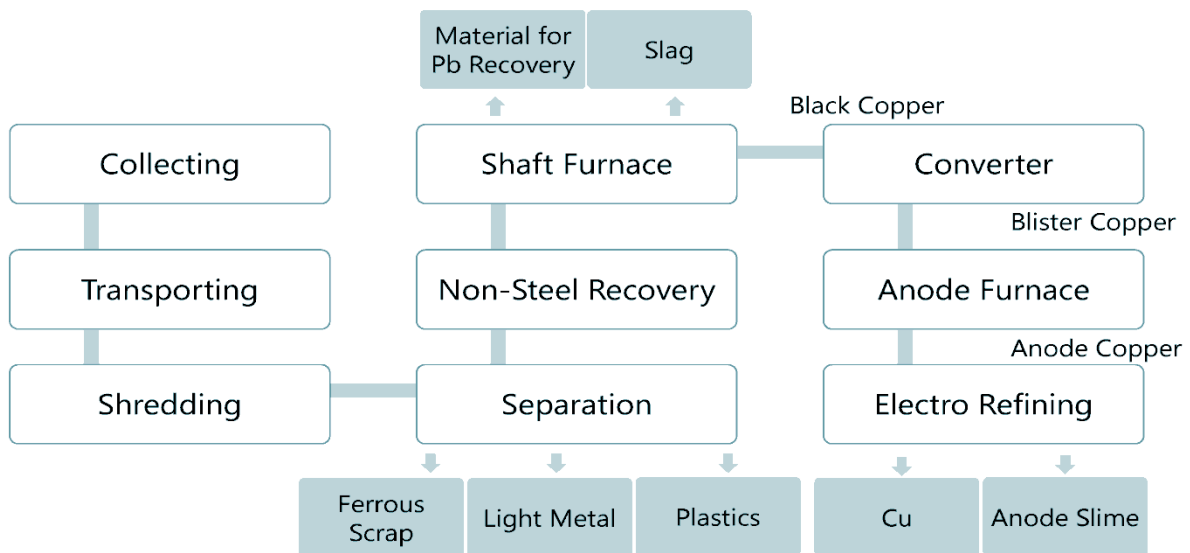 Material for
Pb Recovery
Slag
Black Copper
Collecting
Shaft Furnace
Converter
Blister Copper
Transporting
Non-Steel Recovery
Anode Furnace
Anode Copper
Shredding
Separation
Electro Refining
Ferrous
Scrap
Light Metal
Plastics
Cu
Anode Slime